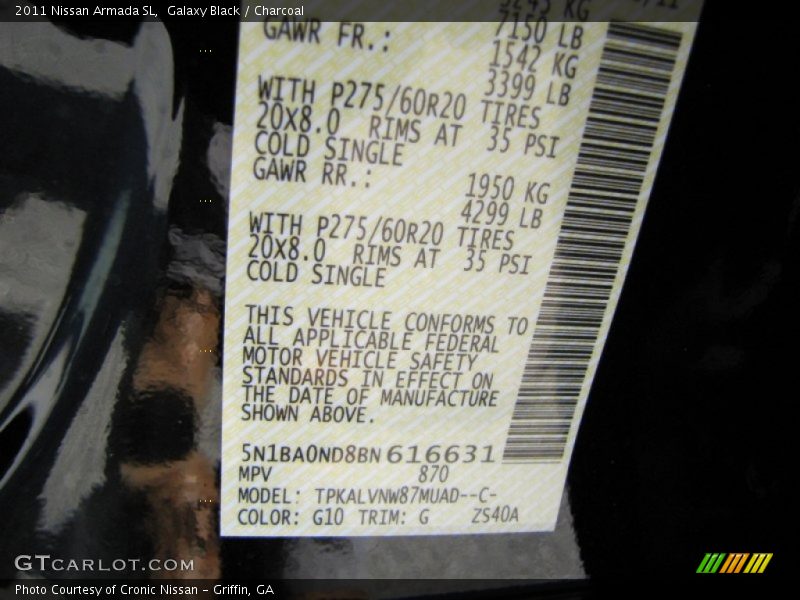 2011 Nissan Armada SL,  Galaxy Black / Charcoal
3245 KG
7150 LB
GAWR FR.: 1542 KG
3399 LB
WITH P275/60R20 TIRES
20X8.0 RIMS AT 35 PSI
COLD SINGLE
GAWR RR.: 1950 KG
4299 LB
WITH P275/60R20 TIRES
20X8.0 RIMS AT 35 PSI
COLD SINGLE
THIS VEHICLE CONFORMS TO
ALL APPLICABLE FEDERAL
MOTOR VEHICLE SAFETY
STANDARDS IN EFFECT ON
THE DATE OF MANUFACTURE
SHOWN ABOVE.
5N1BA0ND8BN616631
MPV 870
MODEL: TPKALVNW87MUAD--C-
COLOR: G10 TRIM: G ZS40A
GTCARLOT.COM
Photo Courtesy of Cronic Nissan - Griffin, GA